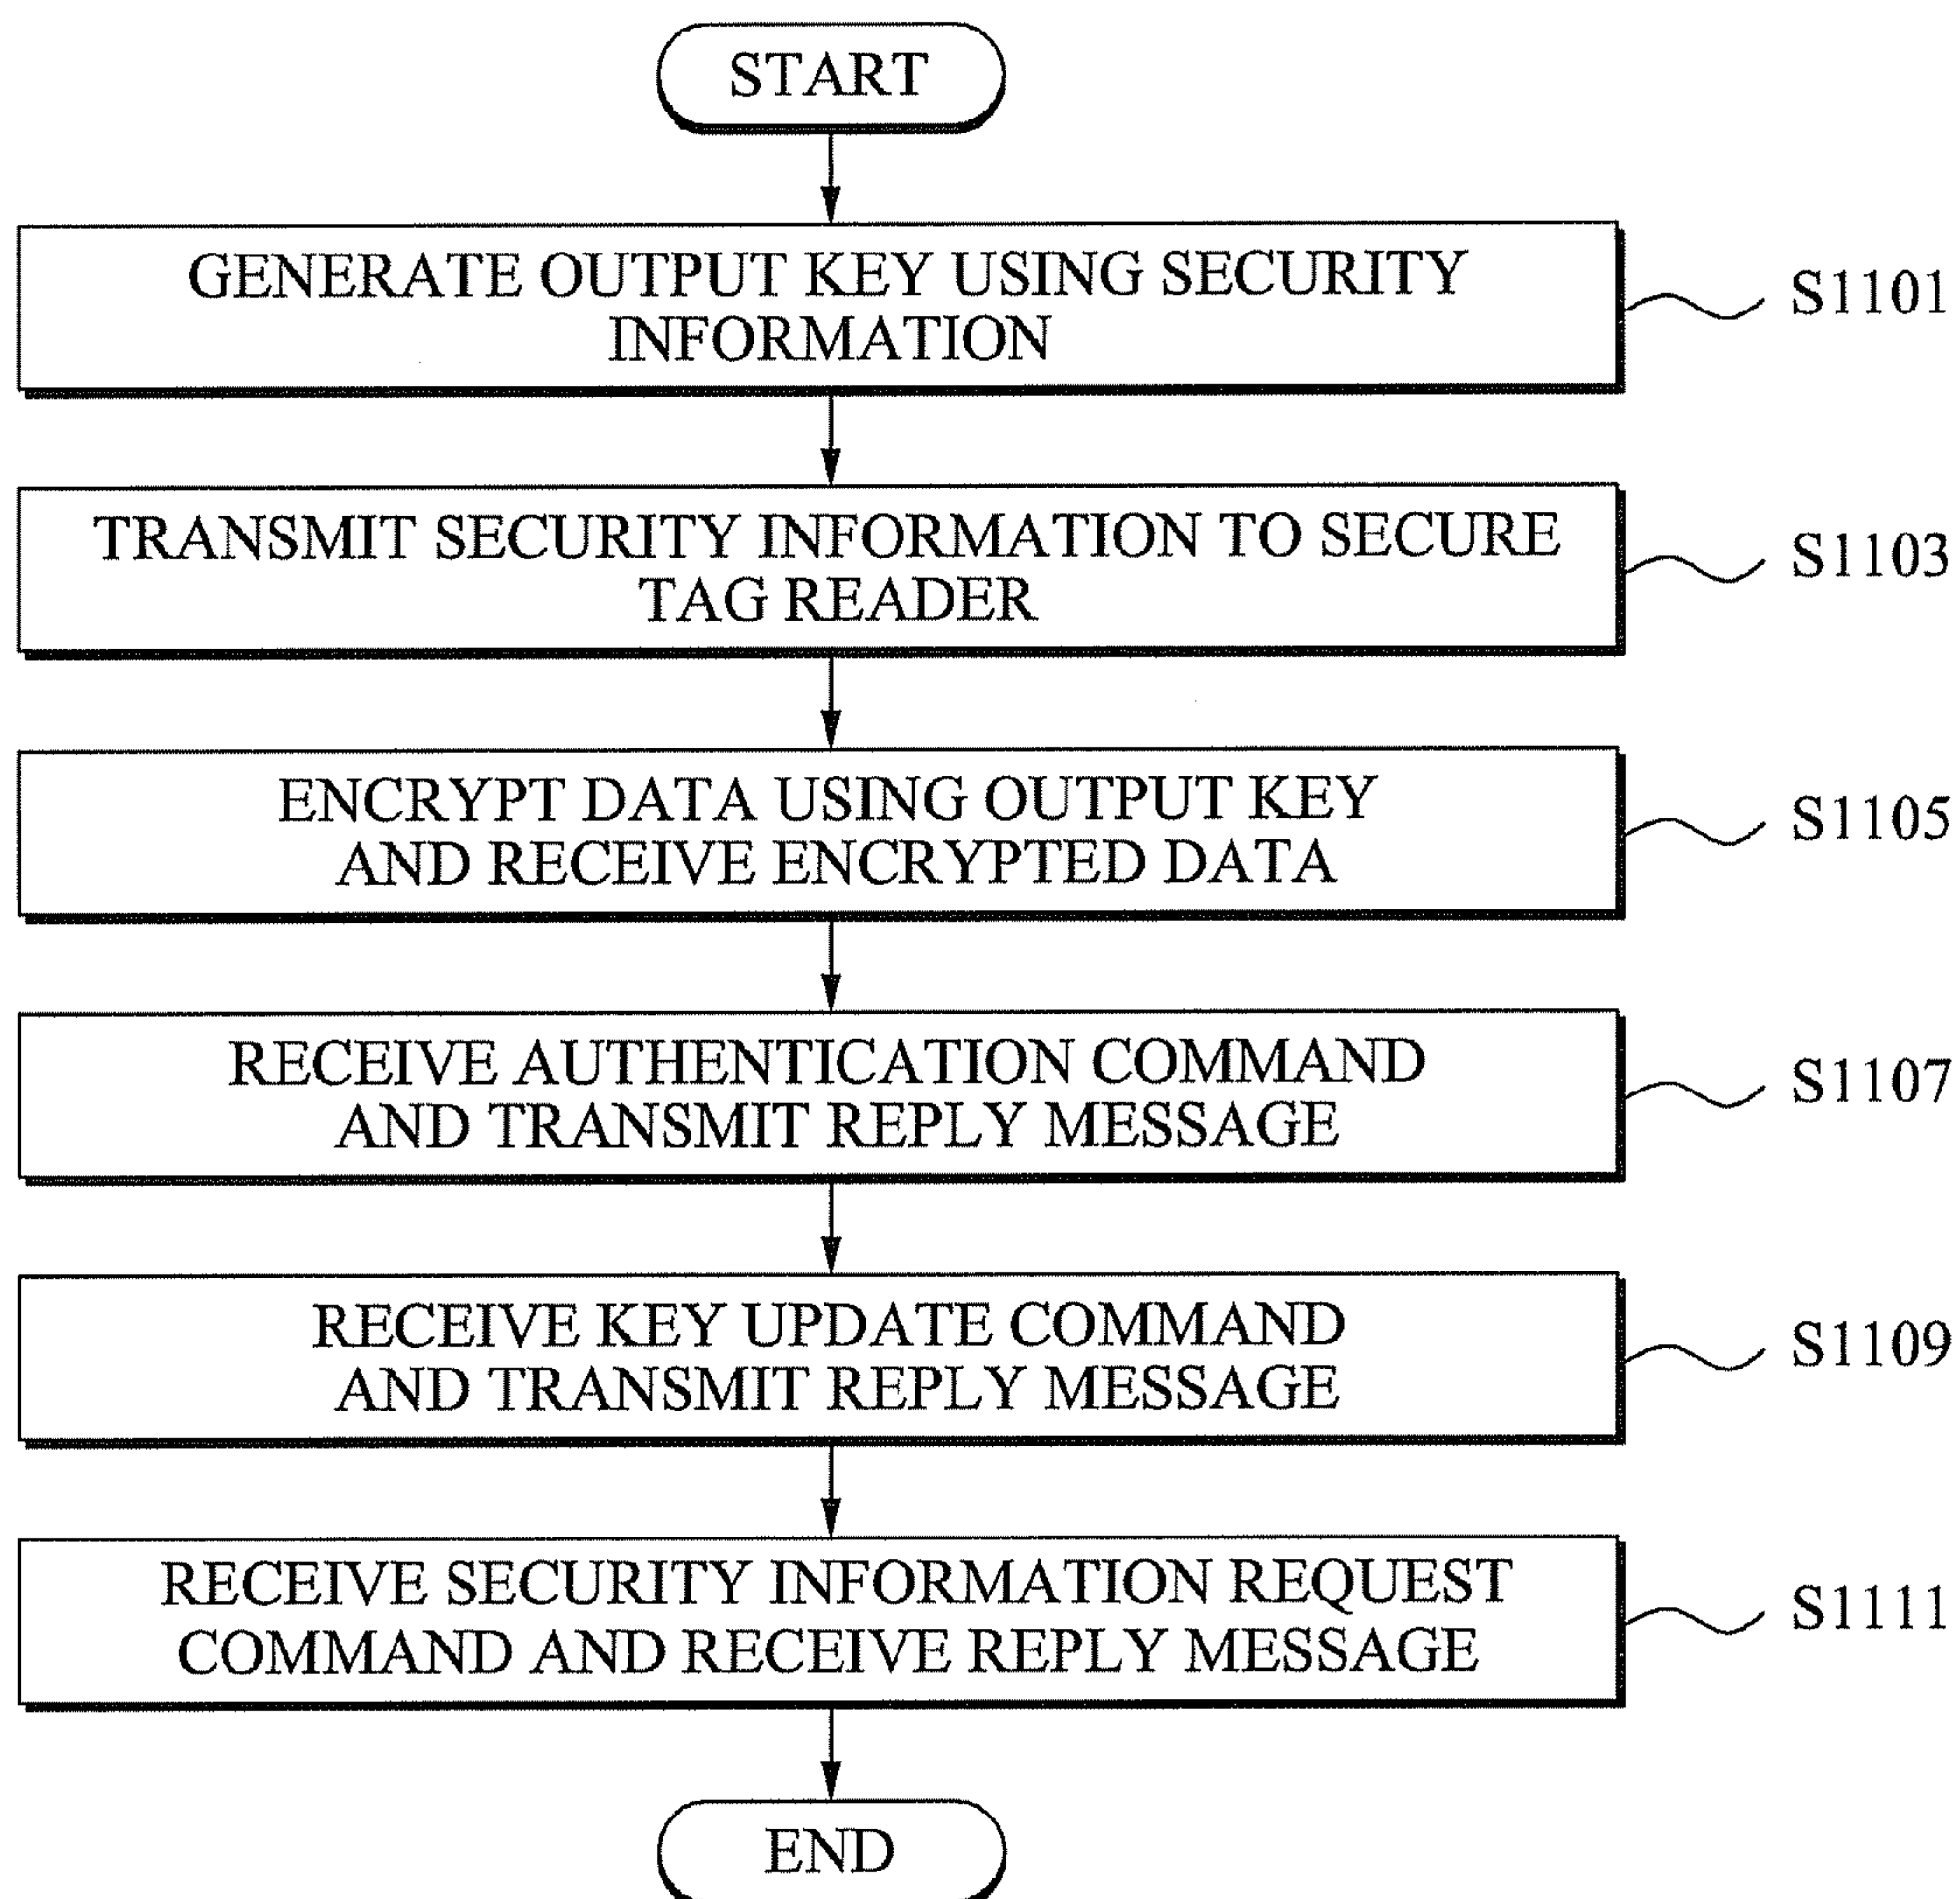 START
GENERATE OUTPUT KEY USING SECURITY
INFORMATION
S1101
TRANSMIT SECURITY INFORMATION TO SECURE
TAG READER
S1103
ENCRYPT DATA USING OUTPUT KEY
AND RECEIVE ENCRYPTED DATA
S1105
RECEIVE AUTHENTICATION COMMAND
AND TRANSMIT REPLY MESSAGE
S1107
RECEIVE KEY UPDATE COMMAND
AND TRANSMIT REPLY MESSAGE
S1109
RECEIVE SECURITY INFORMATION REQUEST
COMMAND AND RECEIVE REPLY MESSAGE
S1111
END